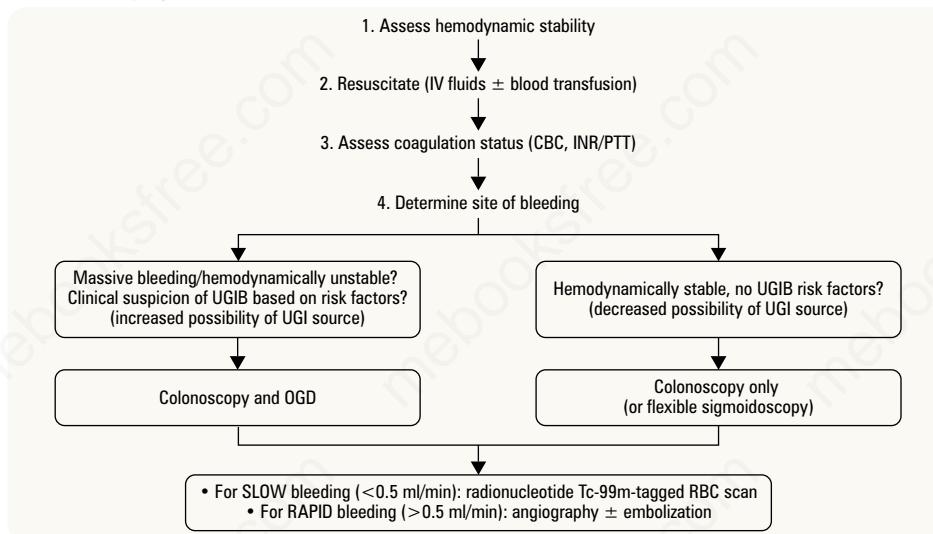 1. Assess hemodynamic stability
2. Resuscitate (IV fluids ± blood transfusion)
3. Assess coagulation status (CBC, INR/PTT)
4. Determine site of bleeding
Massive bleeding/hemodynamically unstable?
Clinical suspicion of UGIB based on risk factors?
(increased possibility of UGI source)
Hemodynamically stable, no UGIB risk factors?
(decreased possibility of UGI source)
Colonoscopy and OGD
Colonoscopy only
(or flexible sigmoidoscopy)
• For SLOW bleeding (<0.5 ml/min): radionucleotide Tc-99m-tagged RBC scan
• For RAPID bleeding (>0.5 ml/min): angiography ± embolization
mebooksfree.com
mebooksfree.com